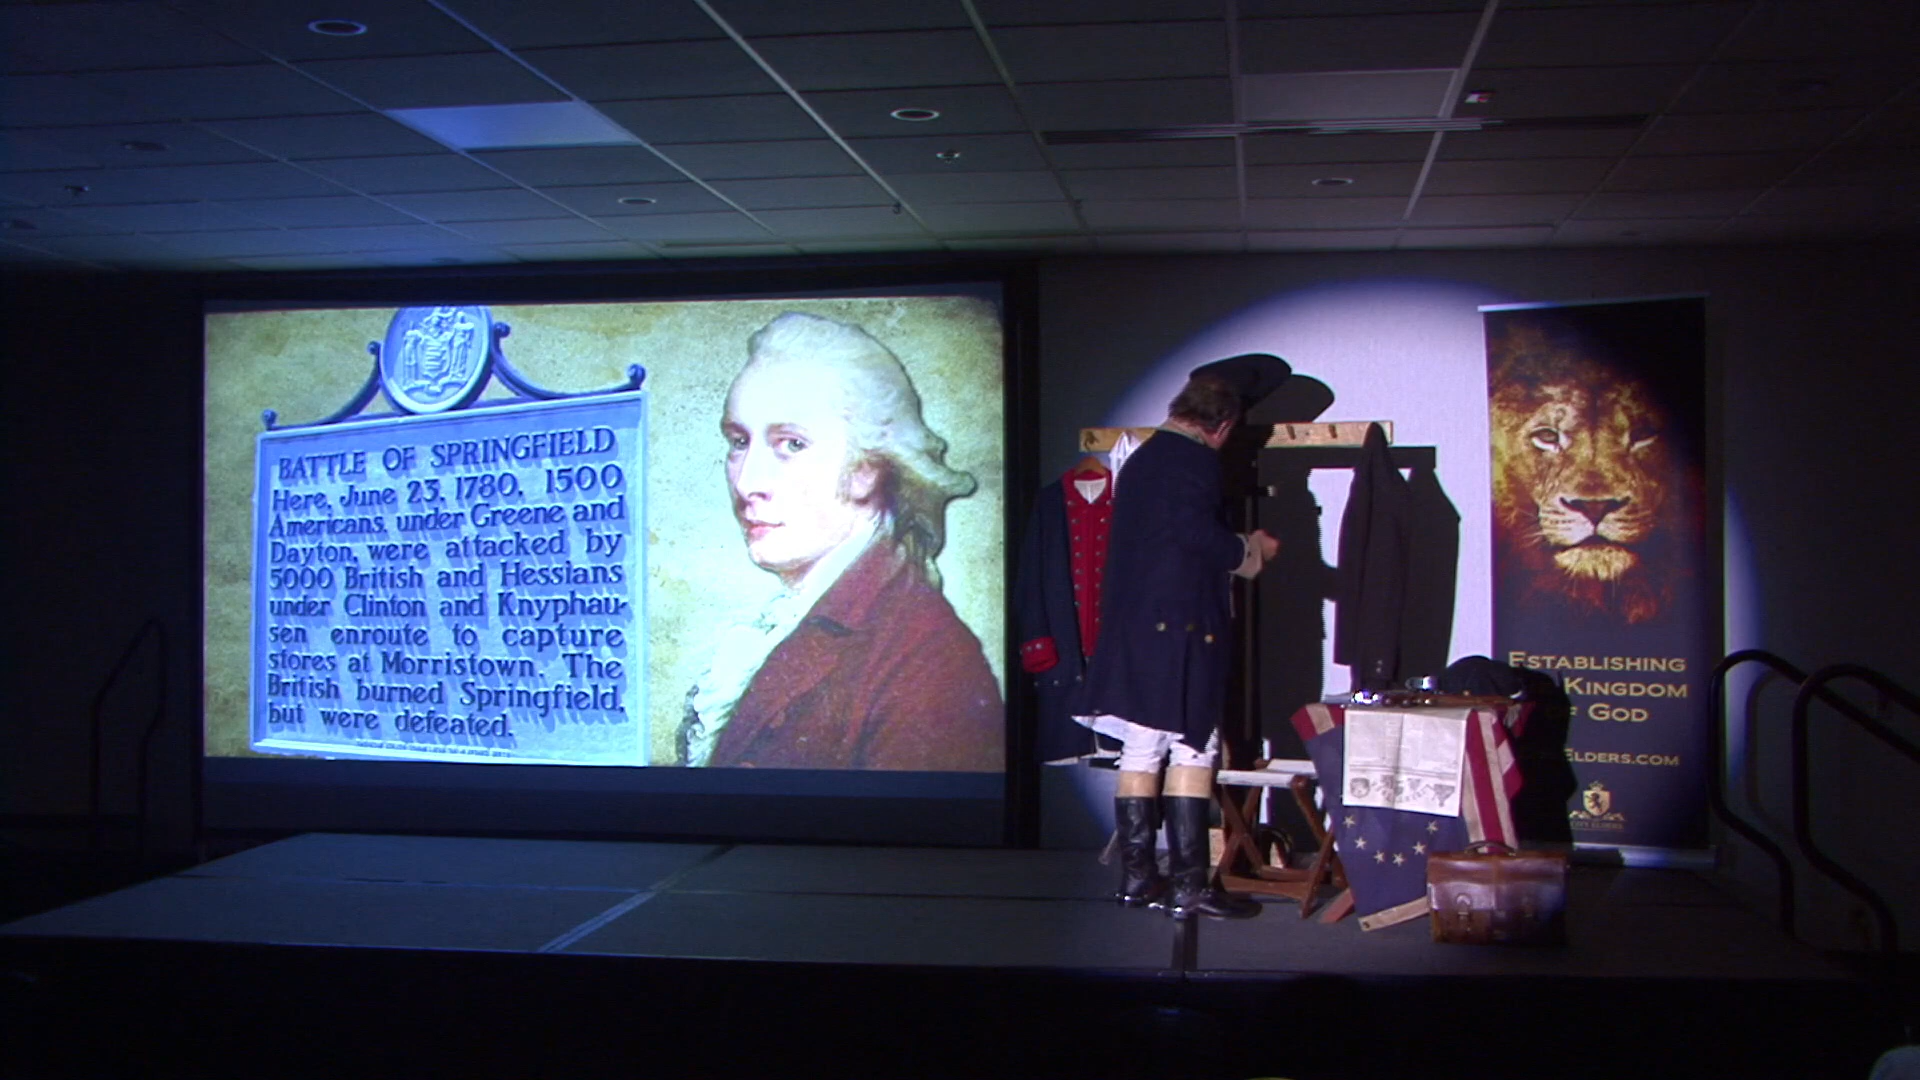 BATTLE OF SPRINGFIELD
Here, June 23, 1780, 1500
Americans, under Greene and
Dayton, were attacked by
5000 British and Hessians
under Clinton and Knyphau-
sen enroute to capture
stores at Morristown. The
British burned Springfield,
but were defeated.
ESTABLISHING
KINGDOM
OF GOD
ELDERS.COM
CITY ELDERS